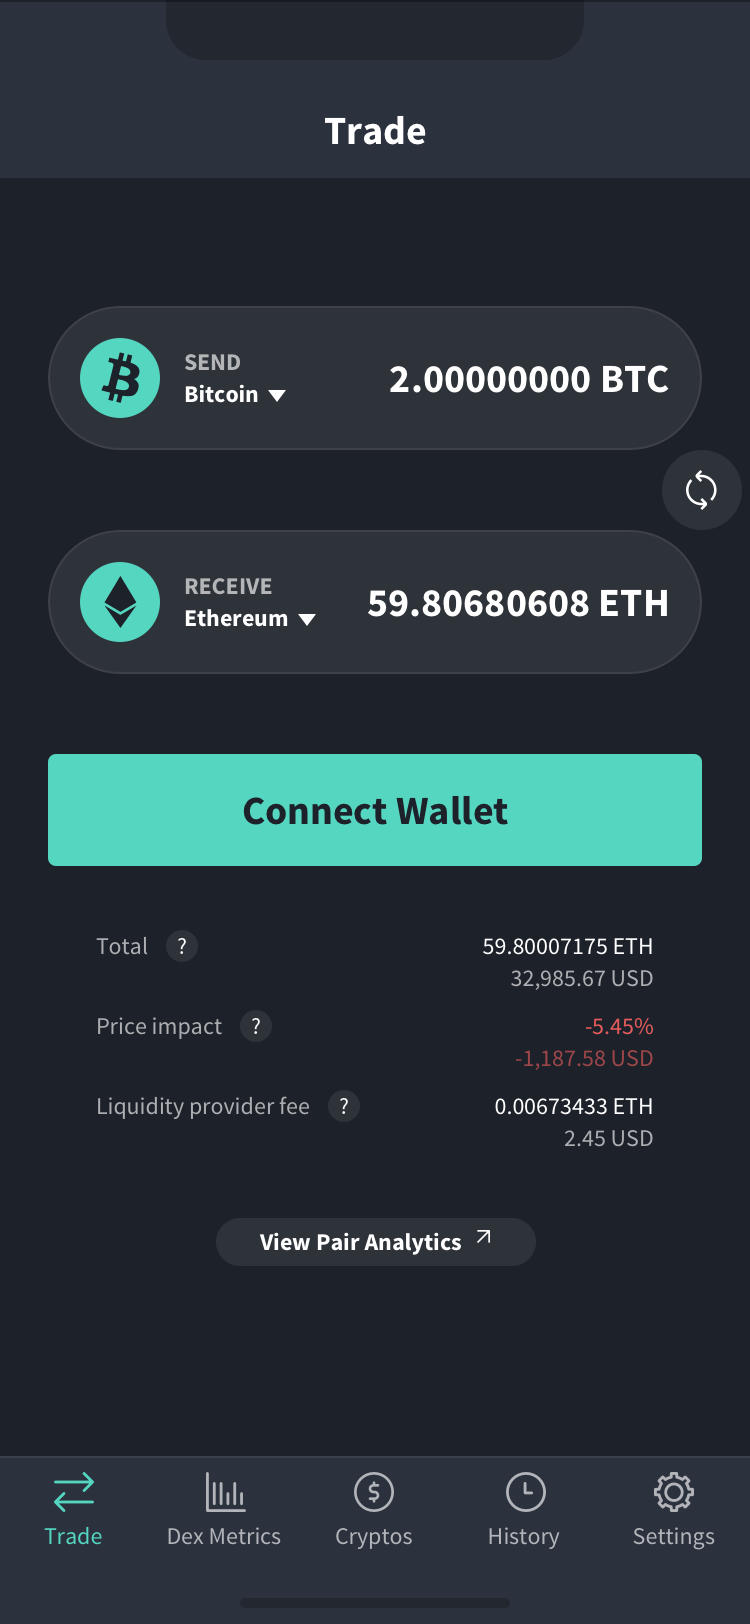 Trade
SEND
Bitcoin
2.00000000 BTC
RECEIVE
Ethereum
59.80680608 ETH
Connect Wallet
Total ? 59.80007175 ETH
32,985.67 USD
Price impact ? -5.45%
-1,187.58 USD
Liquidity provider fee ? 0.00673433 ETH
2.45 USD
View Pair Analytics
Trade Dex Metrics Cryptos History Settings